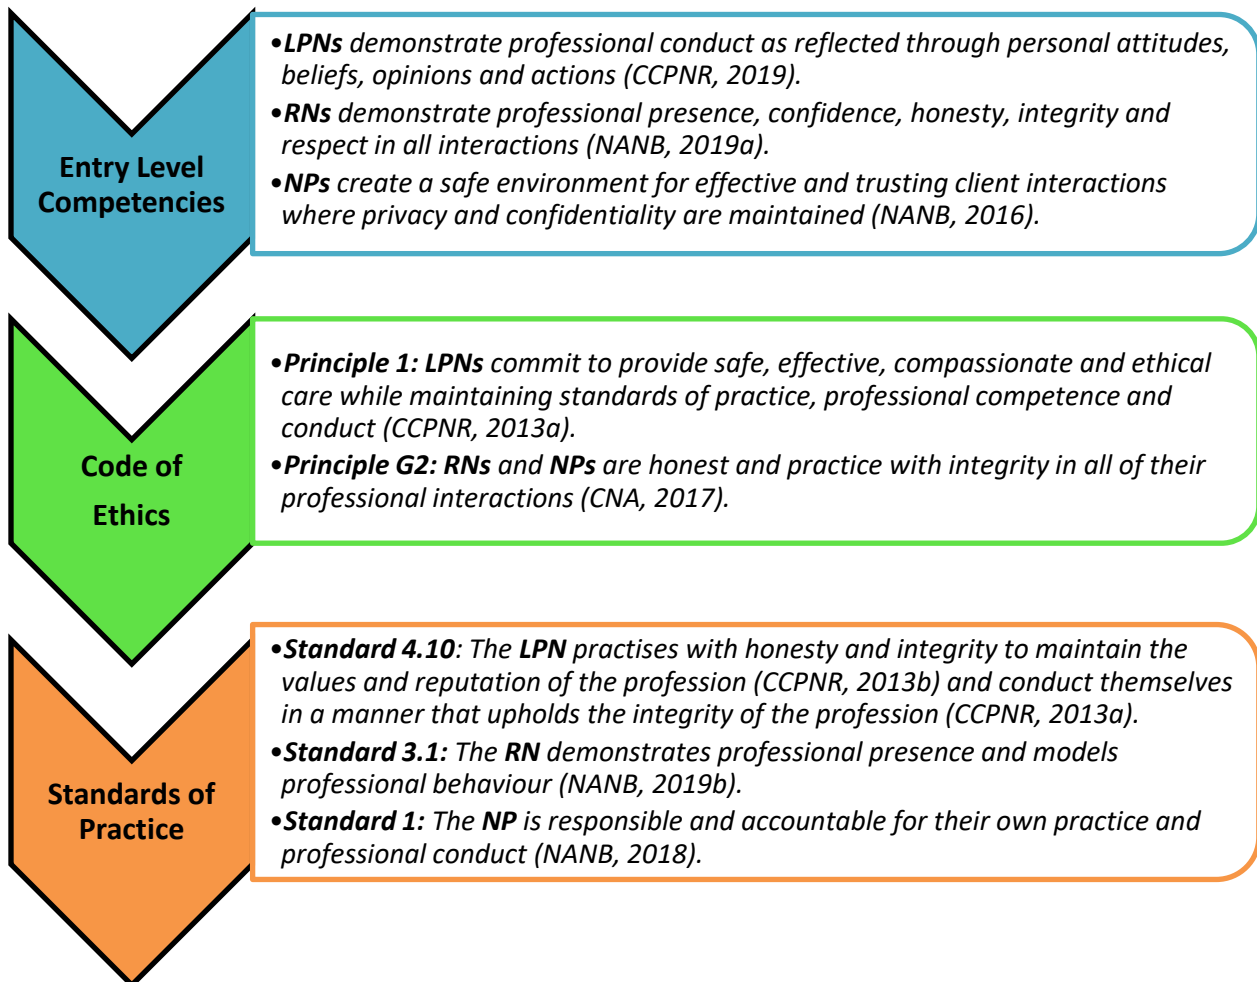 Entry Level
Competencies
•LPNs demonstrate professional conduct as reflected through personal attitudes,
beliefs, opinions and actions (CCPNR, 2019).
•RNs demonstrate professional presence, confidence, honesty, integrity and
respect in all interactions (NANB, 2019a).
•NPs create a safe environment for effective and trusting client interactions
where privacy and confidentiality are maintained (NANB, 2016).
Code of
Ethics
•Principle 1: LPNs commit to provide safe, effective, compassionate and ethical
care while maintaining standards of practice, professional competence and
conduct (CCPNR, 2013a).
•Principle G2: RNs and NPs are honest and practice with integrity in all of their
professional interactions (CNA, 2017).
Standards of
Practice
•Standard 4.10: The LPN practises with honesty and integrity to maintain the
values and reputation of the profession (CCPNR, 2013b) and conduct themselves
in a manner that upholds the integrity of the profession (CCPNR, 2013a).
•Standard 3.1: The RN demonstrates professional presence and models
professional behaviour (NANB, 2019b).
•Standard 1: The NP is responsible and accountable for their own practice and
professional conduct (NANB, 2018).